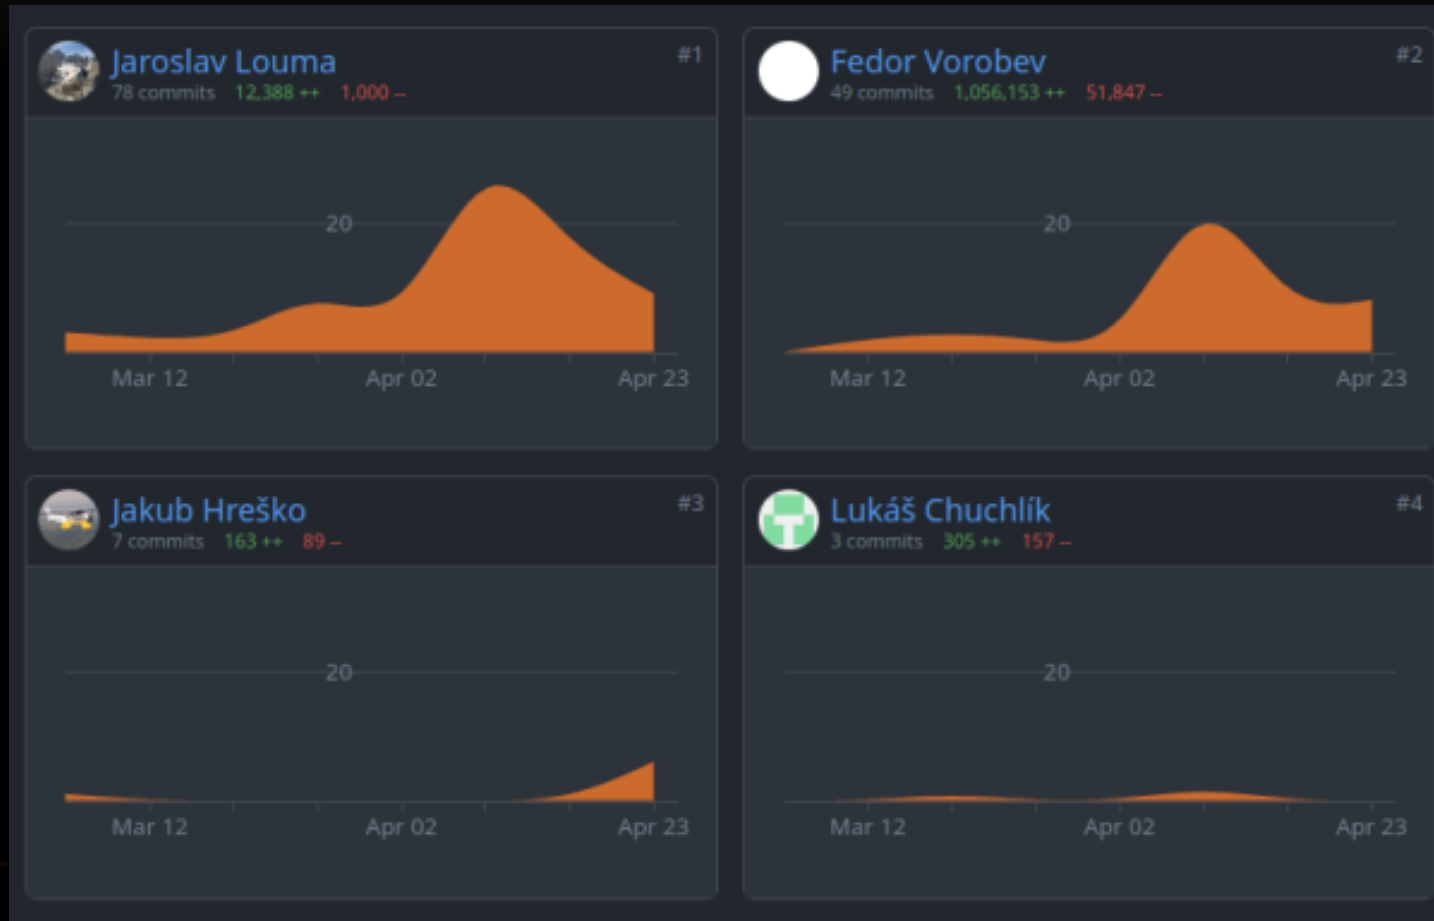 Jaroslav Louma
#1
78 commits 12,388 ++ 1,000 --
20
Mar 12 Apr 02 Apr 23
Fedor Vorobev
#2
49 commits 1,056,153 ++ 51,847 --
20
Mar 12 Apr 02 Apr 23
Jakub Hreško
#3
7 commits 163 ++ 89 --
20
Mar 12 Apr 02 Apr 23
Lukáš Chuchlík
#4
3 commits 305 ++ 157 --
20
Mar 12 Apr 02 Apr 23